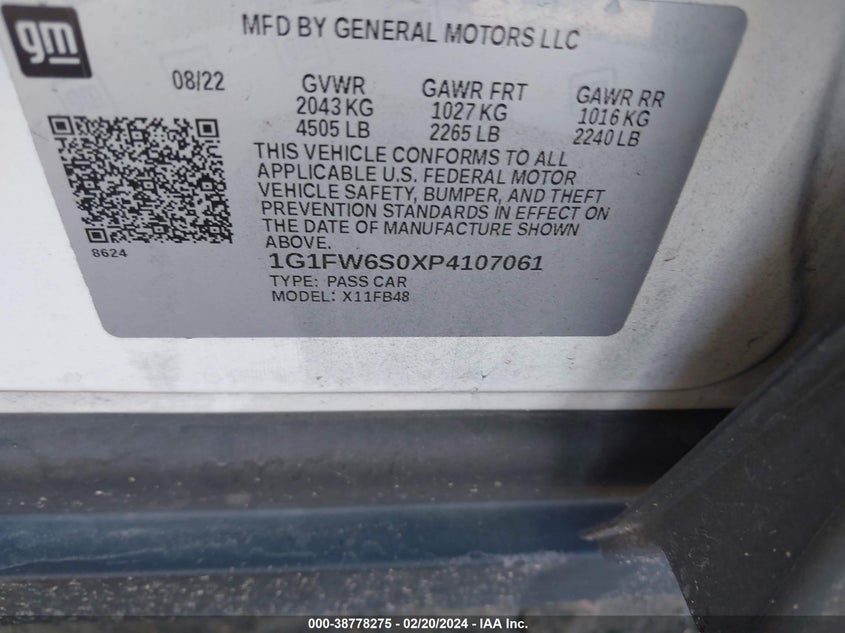 gm
MFD BY GENERAL MOTORS LLC
08/22
GVWR
2043 KG
4505 LB
GAWR FRT
1027 KG
2265 LB
GAWR RR
1016 KG
2240 LB
THIS VEHICLE CONFORMS TO ALL
APPLICABLE U.S. FEDERAL MOTOR
VEHICLE SAFETY, BUMPER, AND THEFT
PREVENTION STANDARDS IN EFFECT ON
THE DATE OF MANUFACTURE SHOWN
ABOVE.
8624
1G1FW6S0XP4107061
TYPE: PASS CAR
MODEL: X11FB48
000-38778275 - 02/20/2024 - IAA Inc.